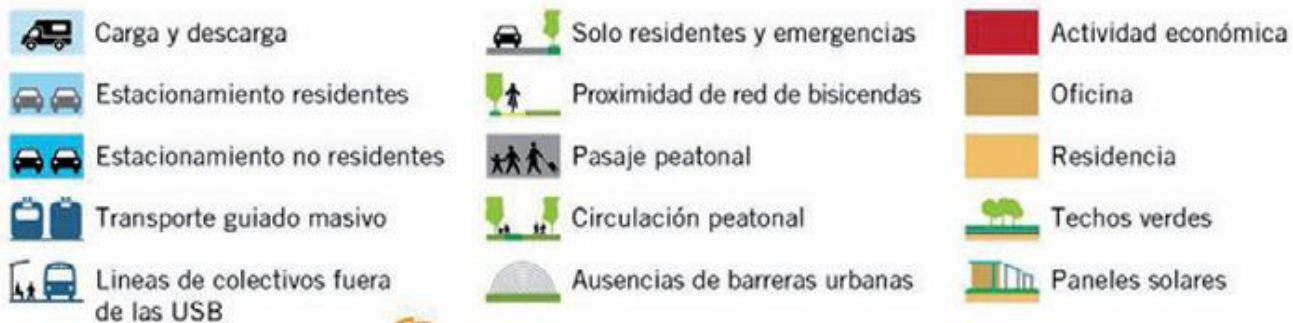 Carga y descarga
Estacionamiento residentes
Estacionamiento no residentes
Transporte guiado masivo
Lineas de colectivos fuera
de las USB
Solo residentes y emergencias
Proximidad de red de bisicendas
Pasaje peatonal
Circulación peatonal
Ausencias de barreras urbanas
Actividad económica
Oficina
Residencia
Techos verdes
Paneles solares